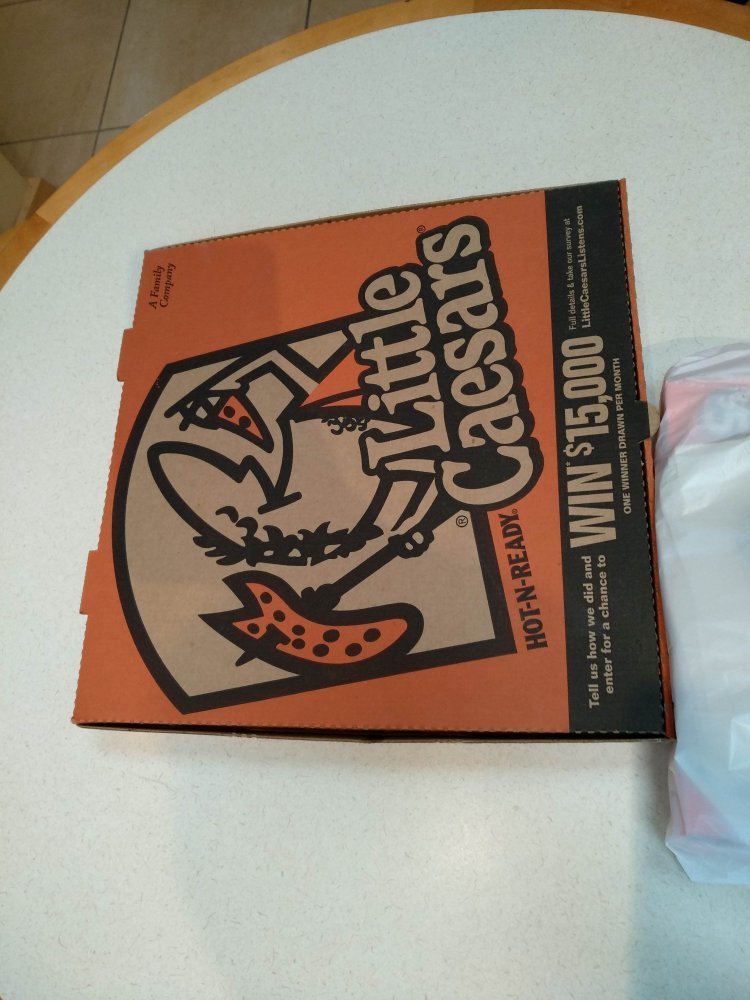 A Family
Company
Little
Caesars®
®
HOT-N-READY®
Tell us how we did and
enter for a chance to
WIN* $15,000
ONE WINNER DRAWN PER MONTH
Full details & take our survey at
LittleCaesarsListens.com